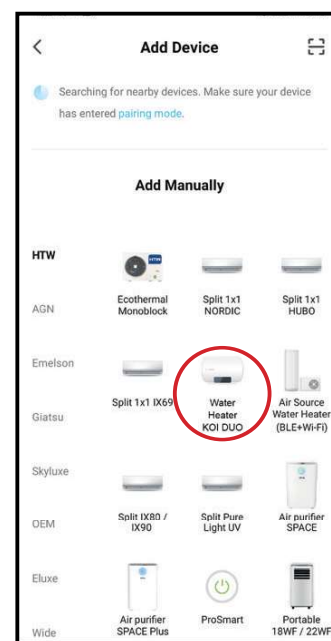 Add Device
Searching for nearby devices. Make sure your device
has entered pairing mode.
Add Manually
HTW
AGN
Emelson
Giatsu
Skyluxe
OEM
Eluxe
Wide
Ecothermal
Monoblock
Split 1x1
NORDIC
Split 1x1
HUBO
Split 1x1 IX69
Water
Heater
KOI DUO
Air Source
Water Heater
(BLE+Wi-Fi)
Split IX80 /
IX90
Split Pure
Light UV
Air purifier
SPACE
Air purifier
SPACE Plus
ProSmart
Portable
18WF / 22WF